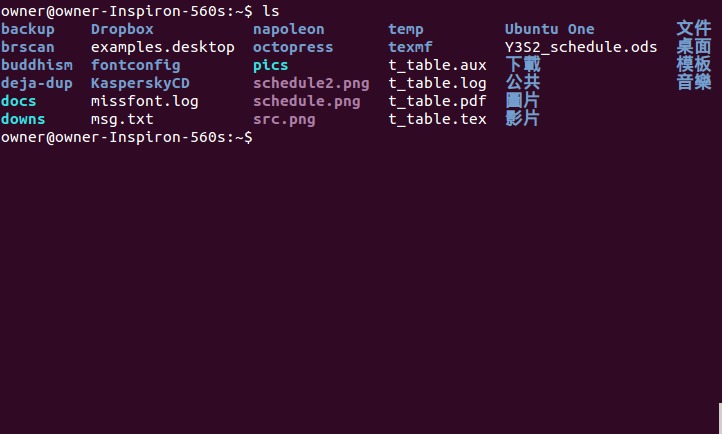 owner@owner-Inspiron-560s:~$ ls
backup Dropbox napoleon temp Ubuntu One 文件
brscan examples.desktop octopress texmf Y3S2_schedule.ods 桌面
buddhism fontconfig pics t_table.aux 下載 模板
deja-dup KasperskyCD schedule2.png t_table.log 公共 音樂
docs missfont.log schedule.png t_table.pdf 圖片
downs msg.txt src.png t_table.tex 影片
owner@owner-Inspiron-560s:~$